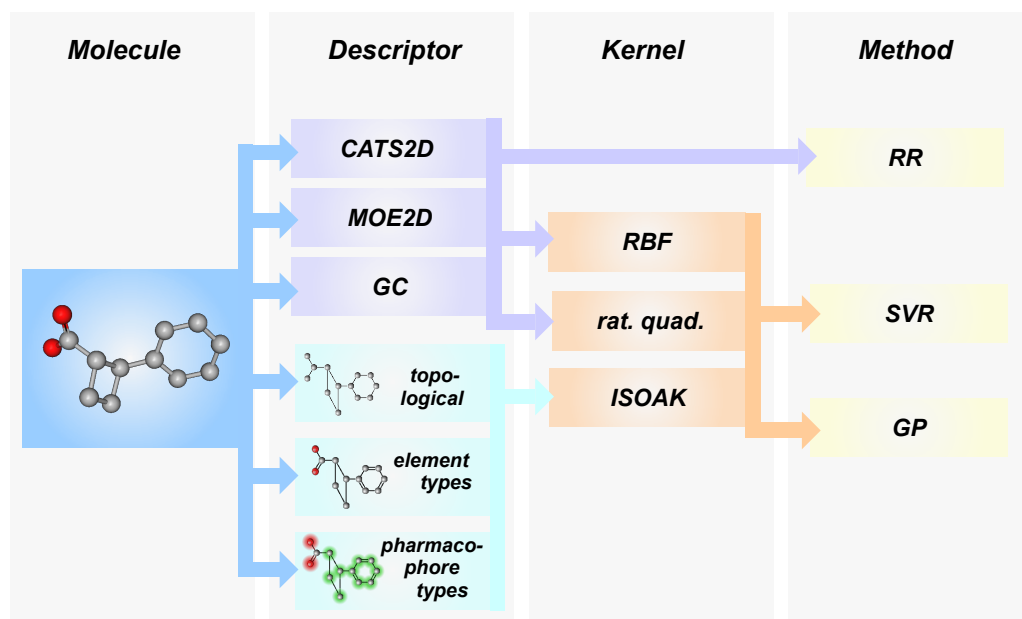 Molecule
Descriptor
Kernel
Method
CATS2D
MOE2D
GC
topo-
logical
element
types
pharmaco-
phore
types
RBF
rat. quad.
ISOAK
RR
SVR
GP